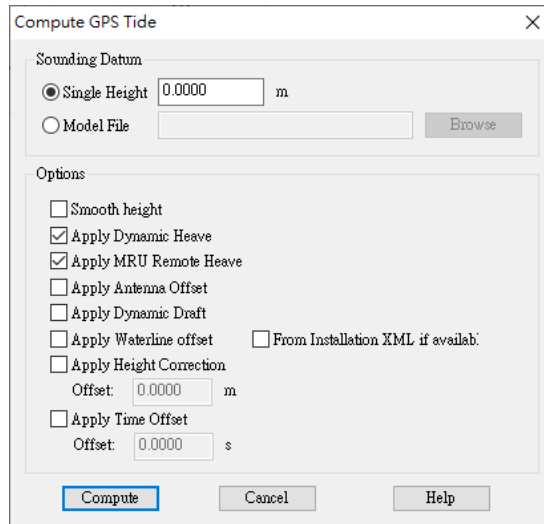 Compute GPS Tide
Sounding Datum
Single Height 0.0000 m
Model File Browse
Options
Smooth height
Apply Dynamic Heave
Apply MRU Remote Heave
Apply Antenna Offset
Apply Dynamic Draft
Apply Waterline offset From Installation XML if availabl
Apply Height Correction
Offset: 0.0000 m
Apply Time Offset
Offset: 0.0000 s
Compute Cancel Help